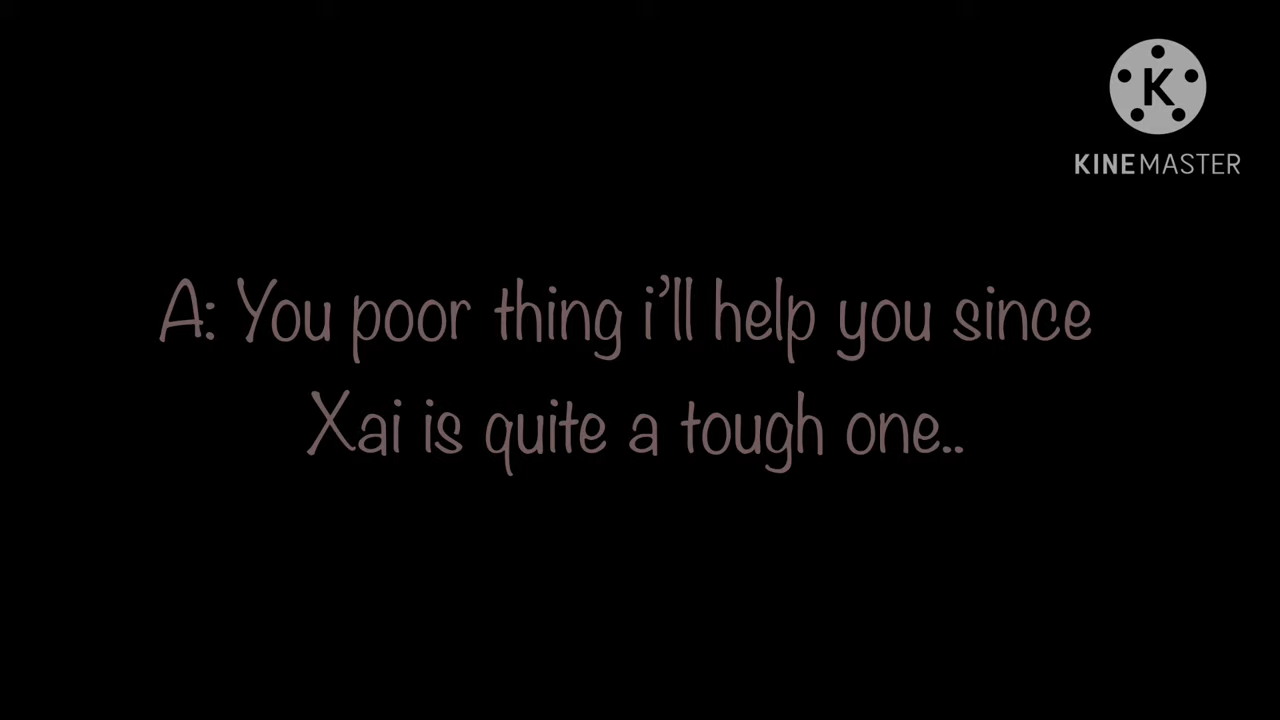 K
KINEMASTER
A: You poor thing i'll help you since
Xai is quite a tough one..